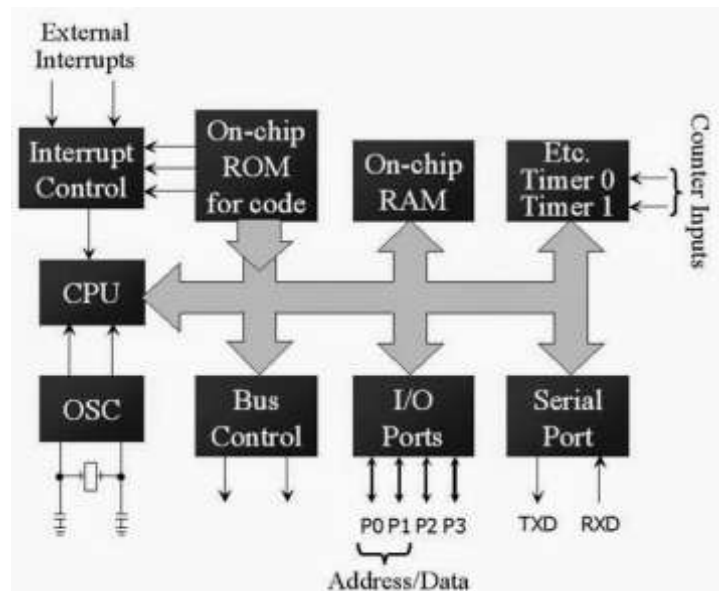 External
Interrupts
Interrupt
Control
On-chip
ROM
for code
On-chip
RAM
Etc.
Timer 0
Timer 1
Counter Inputs
CPU
OSC
Bus
Control
I/O
Ports
Serial
Port
P0 P1 P2 P3
TXD RXD
Address/Data